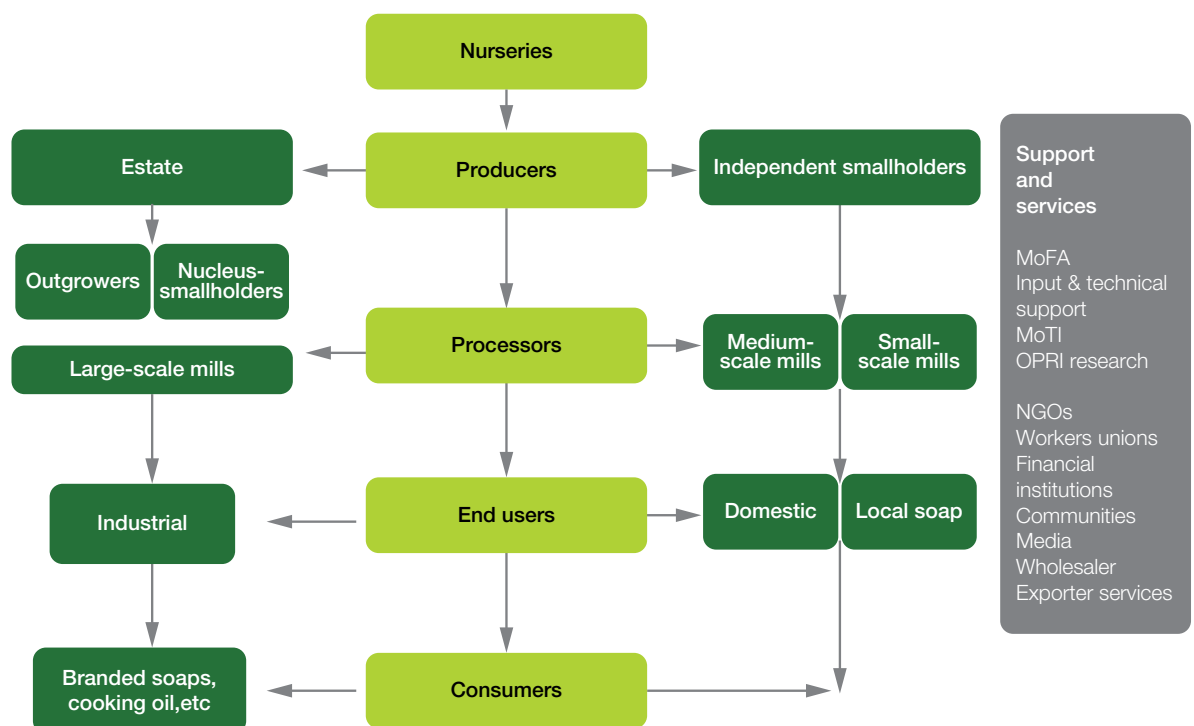 Nurseries
Estate
Producers
Independent smallholders
Outgrowers
Nucleus-
smallholders
Large-scale mills
Processors
Medium-
scale mills
Small-
scale mills
Industrial
End users
Domestic
Local soap
Branded soaps,
cooking oil,etc
Consumers
Support
and
services
MoFA
Input & technical
support
MoTI
OPRI research
NGOs
Workers unions
Financial
institutions
Communities
Media
Wholesaler
Exporter services